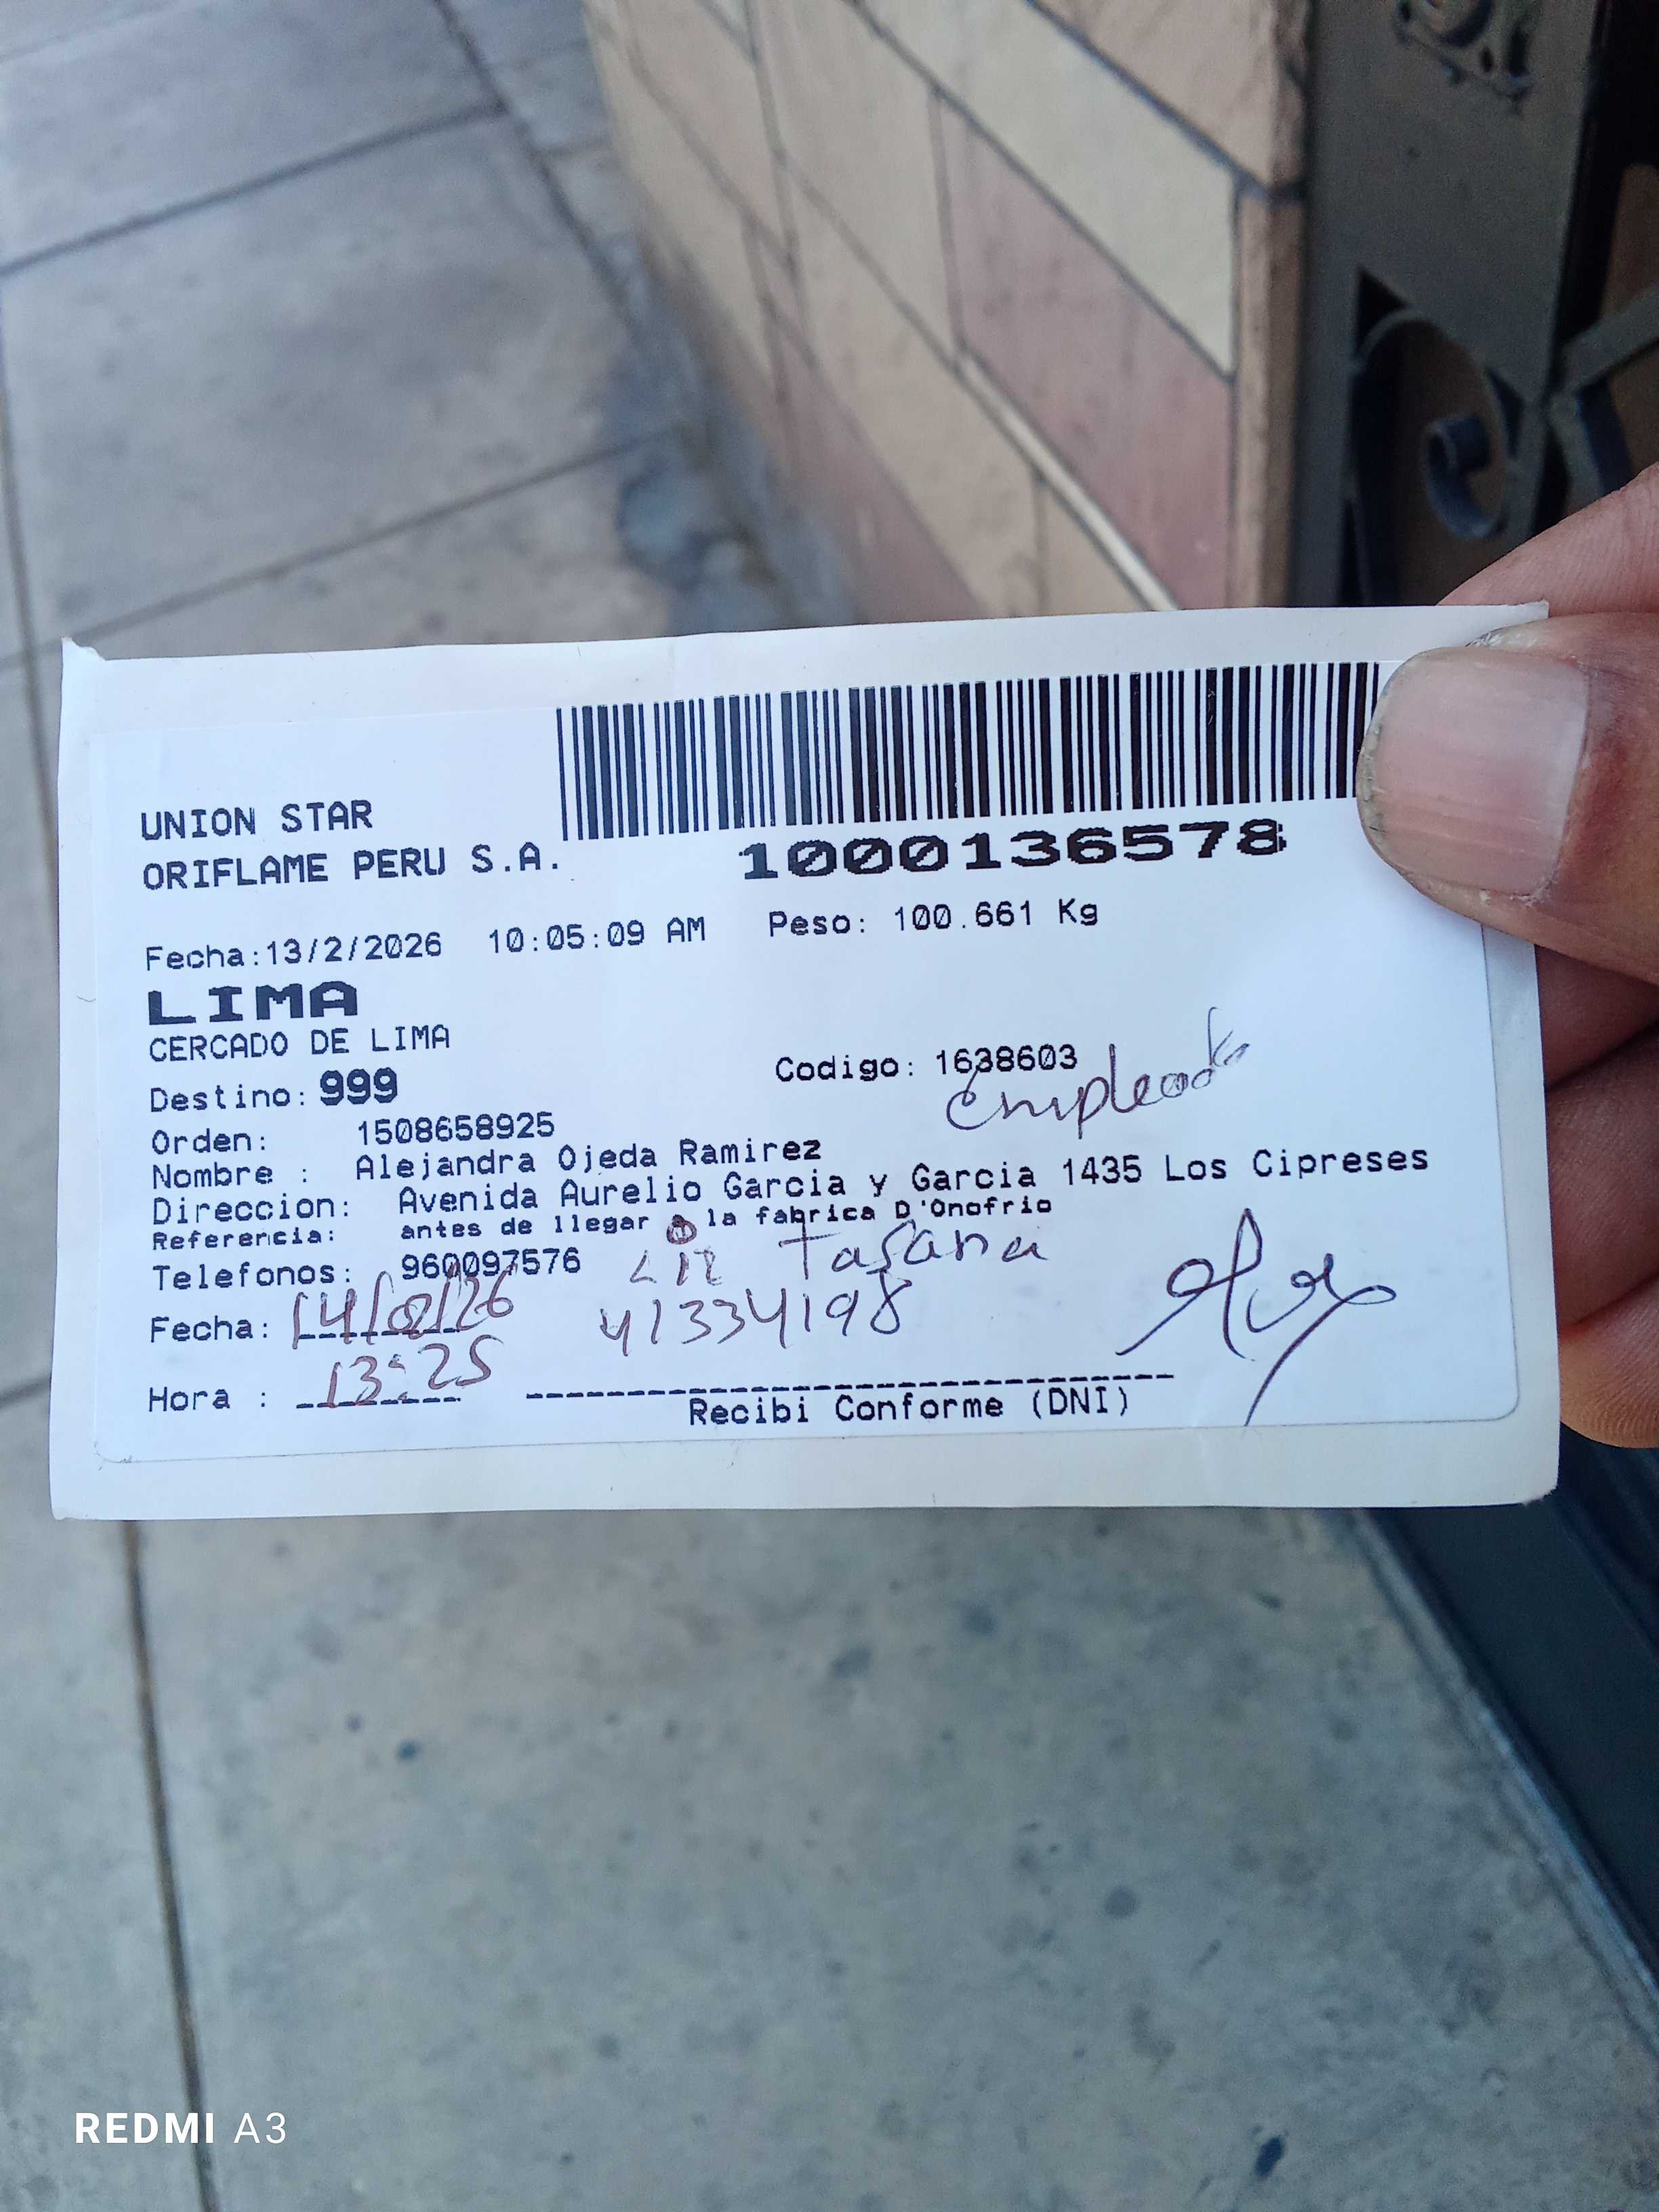 UNION STAR
ORIFLAME PERU S.A.
1000136578
Fecha:13/2/2026 10:05:09 AM Peso: 100.661 Kg
LIMA
CERCADO DE LIMA
Codigo: 1638603
Destino: 999
Orden: 1508658925
Nombre : Alejandra Ojeda Ramirez
Direccion: Avenida Aurelio Garcia y Garcia 1435 Los Cipreses
Referencia: antes de llegar a la fabrica D'Onofrio
Telefonos: 960097576
Fecha: 14/02/26 41334198
Hora : 13:25
Recibi Conforme (DNI)
REDMI A3